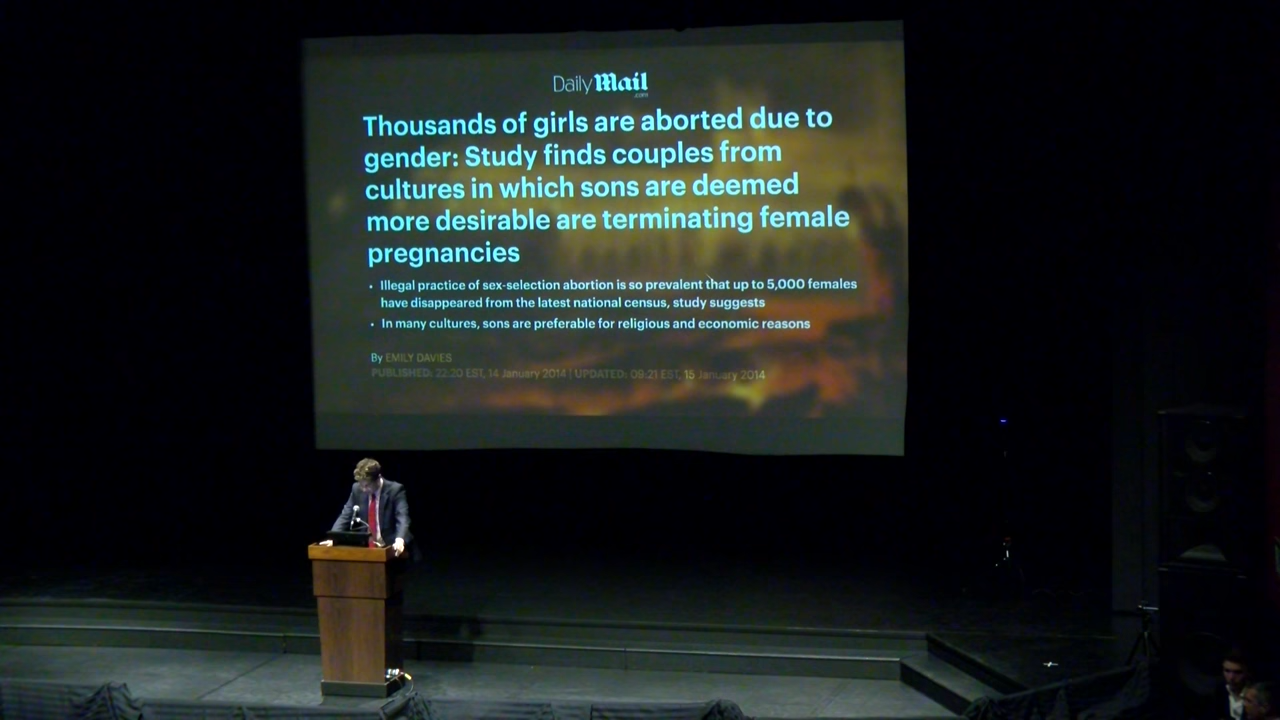 Daily Mail
.com
Thousands of girls are aborted due to
gender: Study finds couples from
cultures in which sons are deemed
more desirable are terminating female
pregnancies
• Illegal practice of sex-selection abortion is so prevalent that up to 5,000 females
have disappeared from the latest national census, study suggests
• In many cultures, sons are preferable for religious and economic reasons
By EMILY DAVIES
PUBLISHED: 22:20 EST, 14 January 2014 | UPDATED: 09:21 EST, 15 January 2014